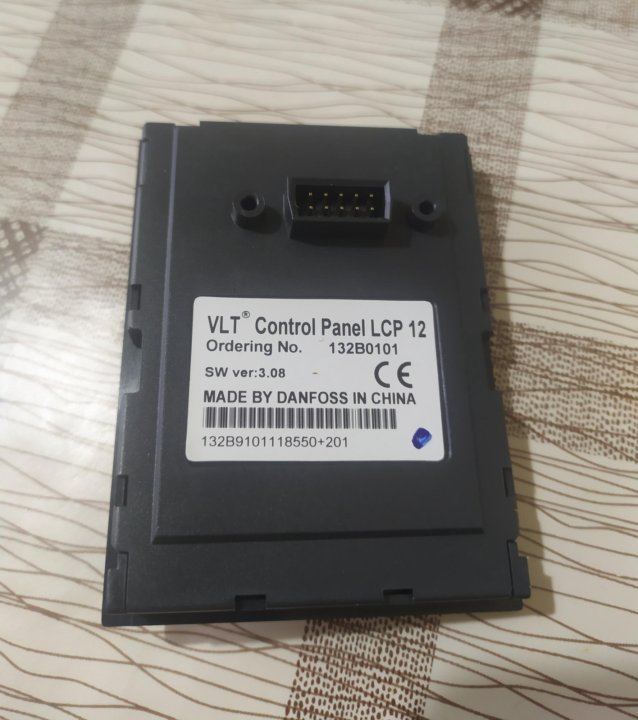 VLT® Control Panel LCP 12
Ordering No. 132B0101
SW ver:3.08 CE
MADE BY DANFOSS IN CHINA
132B9101118550+201